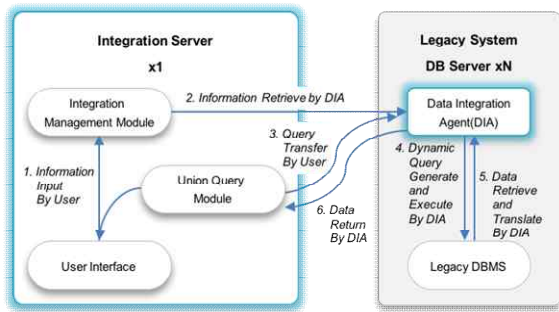 Integration Server
x1
Integration
Management Module
1. Information
Input
By User
Union Query
Module
User Interface
2. Information Retrieve by DIA
3. Query
Transfer
By User
6. Data
Return
By DIA
Legacy System
DB Server xN
Data Integration
Agent(DIA)
4. Dynamic
Query
Generate
and
Execute
By DIA
5. Data
Retrieve
and
Translate
By DIA
Legacy DBMS